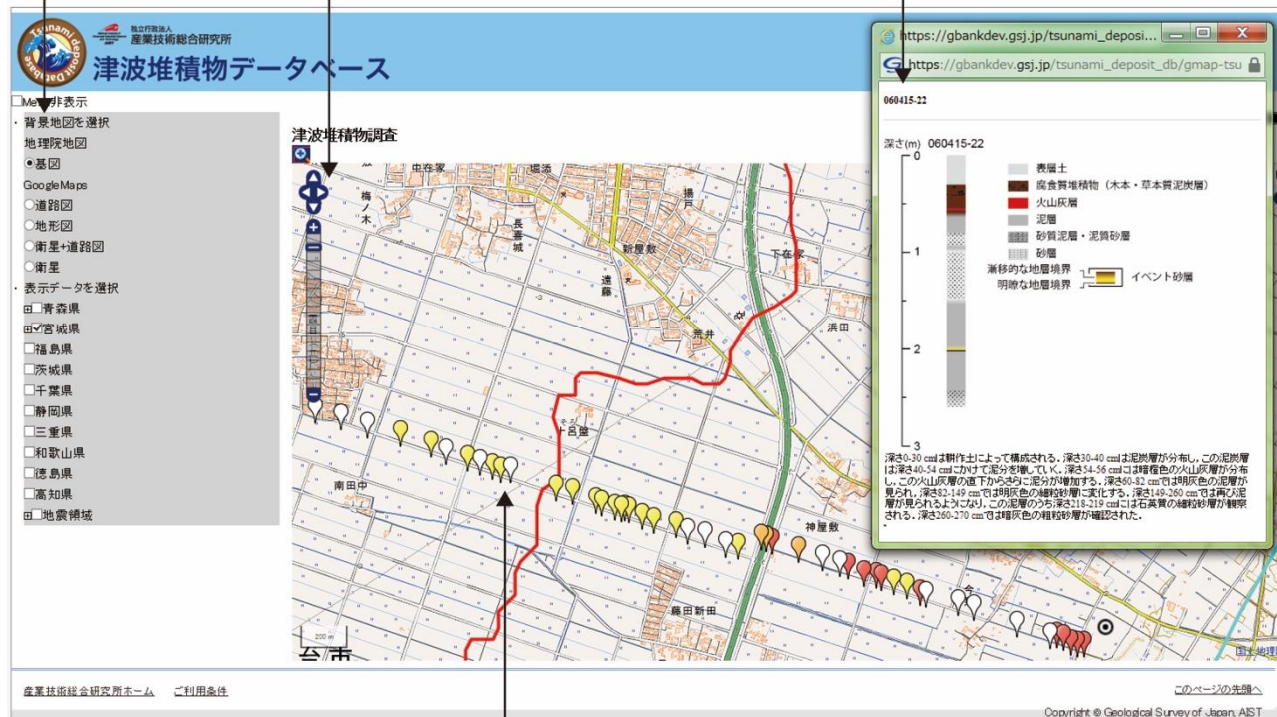 Tsunami deposit Database
独立行政法人
産業技術総合研究所
津波堆積物データベース
Menu非表示
・背景地図を選択
地理院地図
基図
GoogleMaps
道路図
地形図
衛星+道路図
衛星
・表示データを選択
青森県
宮城県
福島県
茨城県
千葉県
静岡県
三重県
和歌山県
徳島県
高知県
地震領域
津波堆積物調査
中在家
堀添
梅ノ木
長喜城
新屋敷
遠藤
下在家
荒井
浜田
南田中
神屋敷
藤田新田
200 m
https://gbankdev.gsj.jp/tsunami_deposi...
https://gbankdev.gsj.jp/tsunami_deposit_db/gmap-tsu
060415-22
深さ(m) 060415-22
0
1
2
3
表層土
腐食質堆積物（木本・草本質泥炭層）
火山灰層
泥層
砂質泥層・泥質砂層
砂層
漸移的な地層境界
明瞭な地層境界
イベント砂層
深さ0-30 cmは耕作土によって構成される. 深さ30-40 cmは泥炭層が分布し, この泥炭層
は深さ40-54 cmにかけて泥分を増していく. 深さ54-56 cmには暗橙色の火山灰層が分布
し, この火山灰層の直下からさらに泥分が増加する. 深さ60-82 cmでは明灰色の泥層が
見られ, 深さ82-149 cmでは明灰色の細粒砂層に変化する. 深さ149-260 cmでは再び泥
層が見られるようになり, この泥層のうち深さ218-219 cmには石英質の細粒砂層が観察
される. 深さ260-270 cmでは暗灰色の粗粒砂層が確認された.
産業技術総合研究所ホーム ご利用条件
このページの先頭へ
Copyright © Geological Survey of Japan, AIST